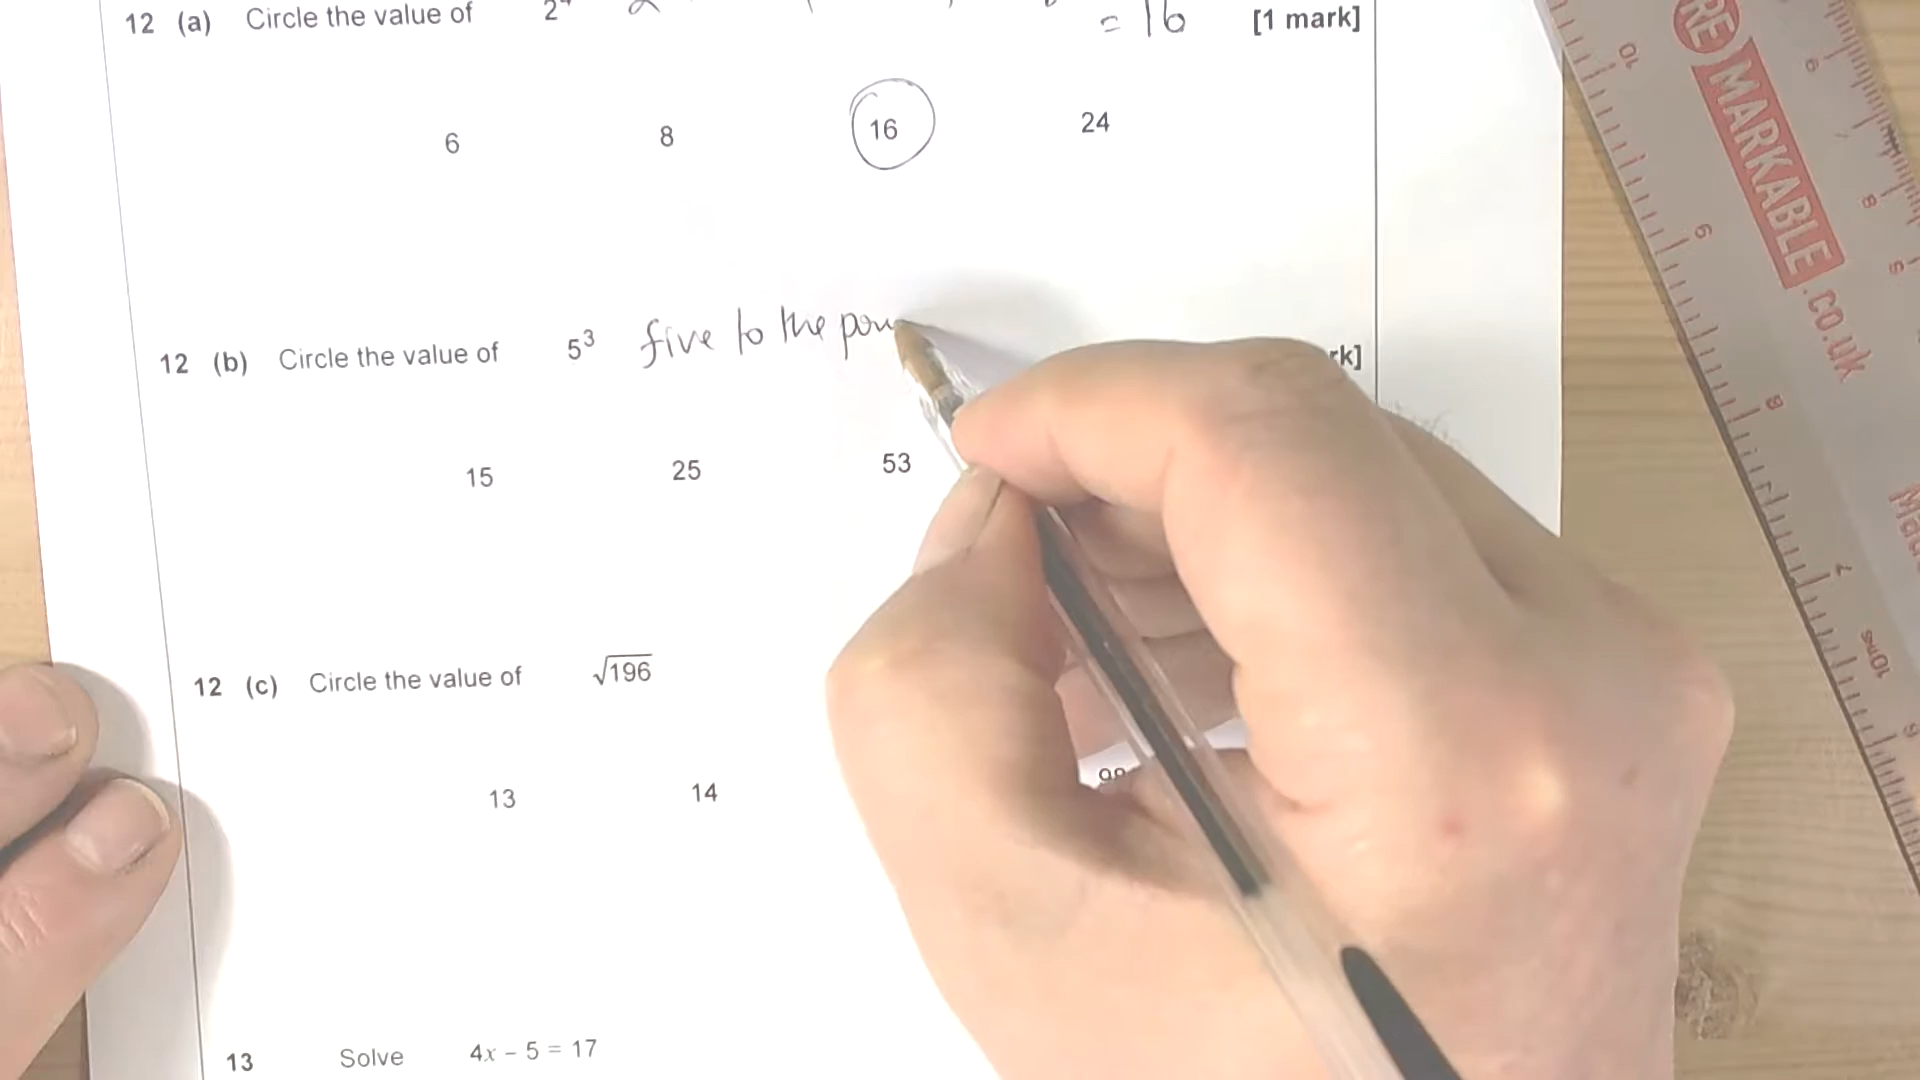 12 (a) Circle the value of 2⁴ = 16 [1 mark]
6 8 16 24
12 (b) Circle the value of 5³ five to the pow rk]
15 25 53
12 (c) Circle the value of √196
13 14 98
13 Solve 4x − 5 = 17
REMARKABLE.co.uk